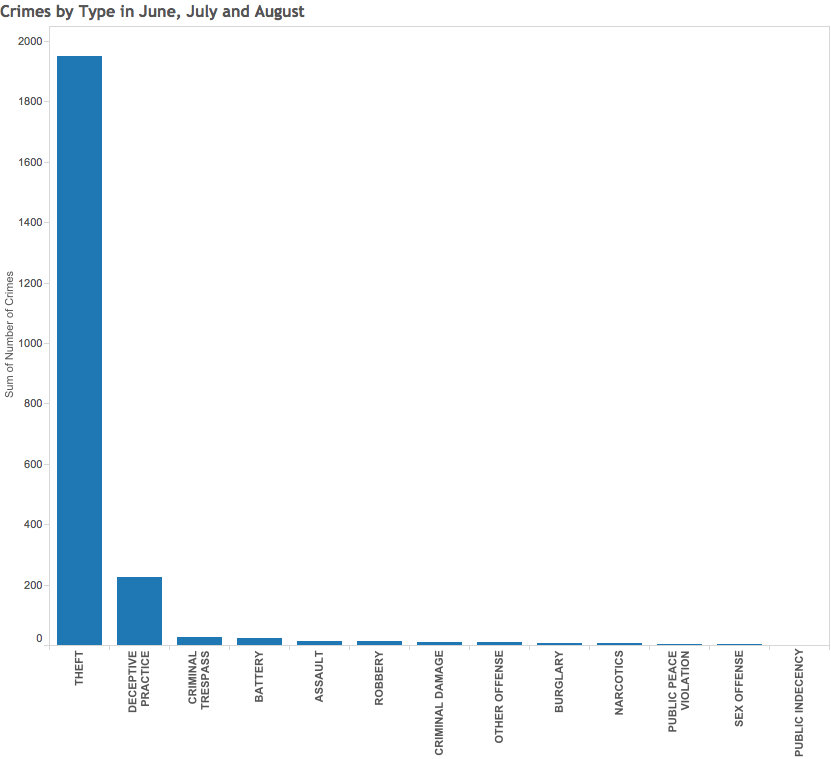 Crimes by Type in June, July and August
2000
1800
1600
1400
1200
1000
800
600
400
200
0
Sum of Number of Crimes
THEFT
DECEPTIVE
PRACTICE
CRIMINAL
TRESPASS
BATTERY
ASSAULT
ROBBERY
CRIMINAL DAMAGE
OTHER OFFENSE
BURGLARY
NARCOTICS
PUBLIC PEACE
VIOLATION
SEX OFFENSE
PUBLIC INDECENCY